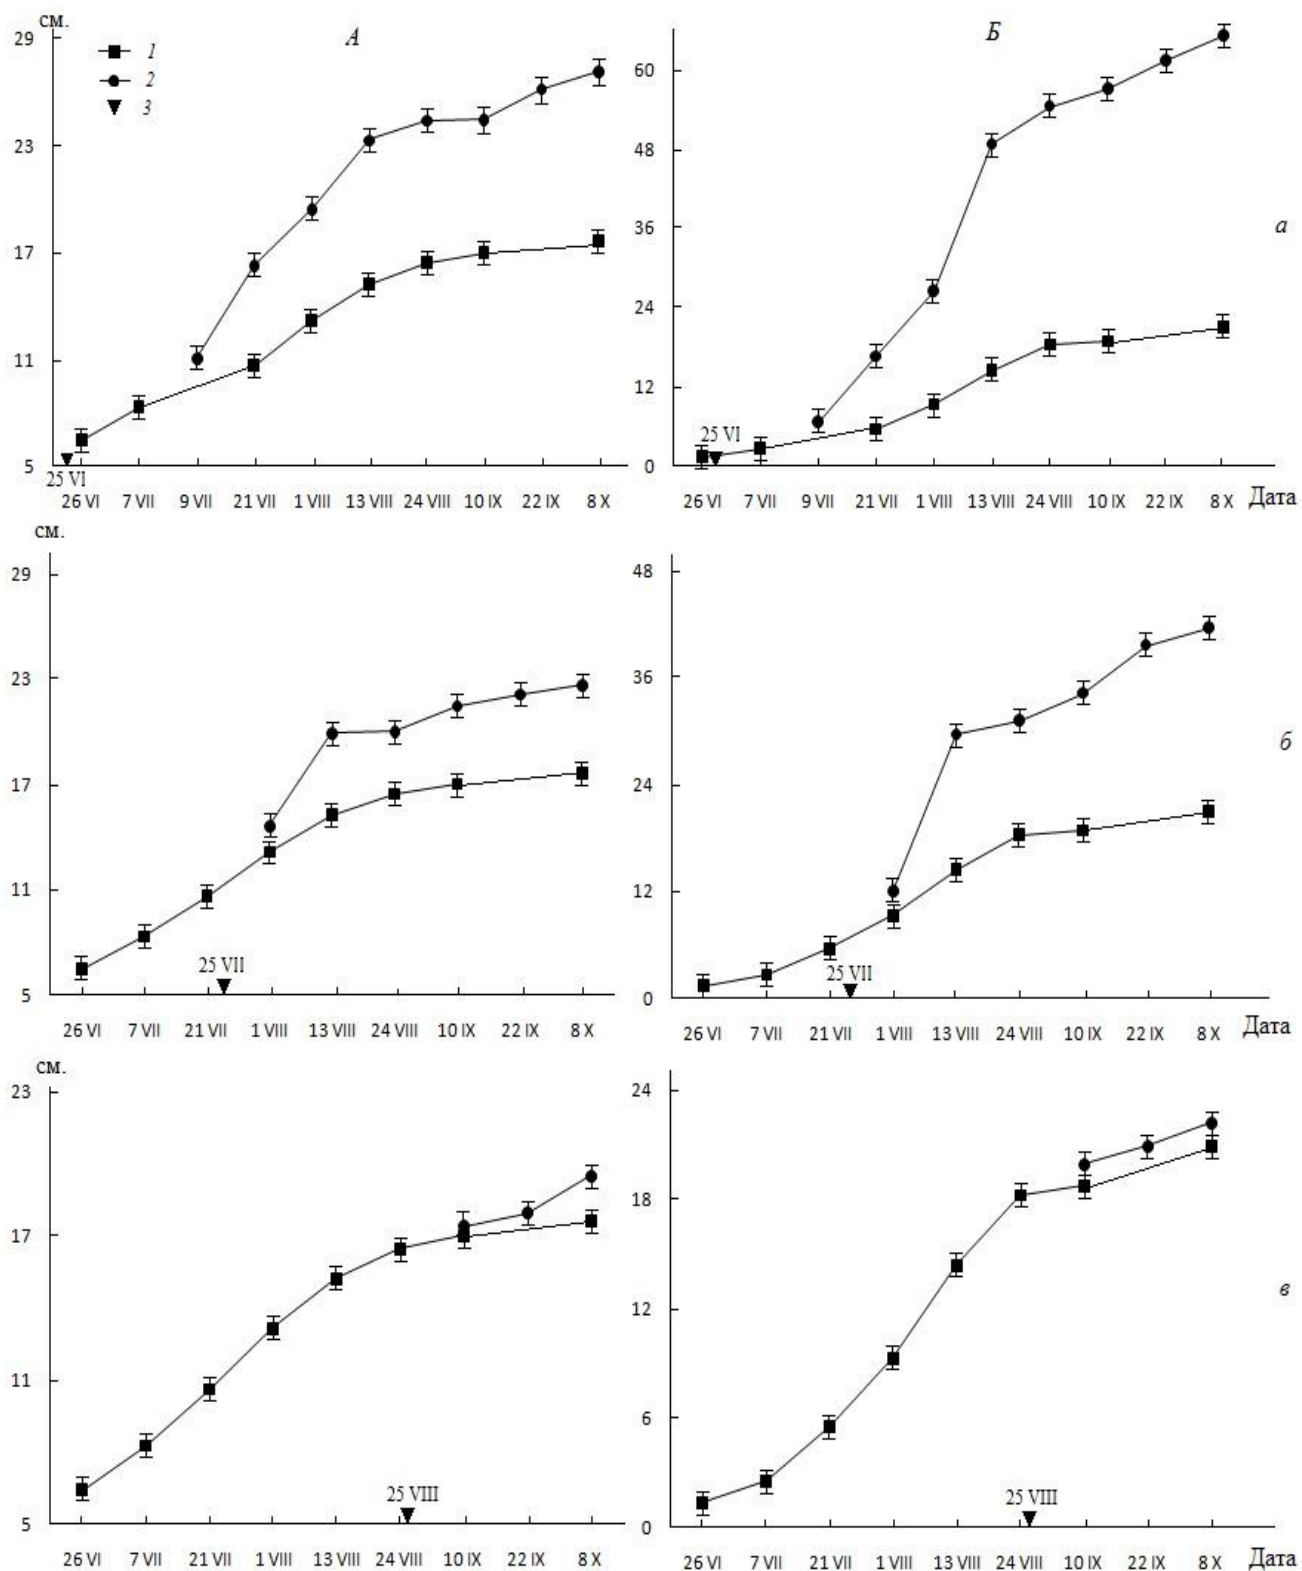 см.
А
Б
29
23
17
11
5
1
2
3
25 VI
26 VI 7 VII 9 VII 21 VII 1 VIII 13 VIII 24 VIII 10 IX 22 IX 8 X
60
48
36
24
12
0
25 VI
26 VI 7 VII 9 VII 21 VII 1 VIII 13 VIII 24 VIII 10 IX 22 IX 8 X Дата
а
см.
29
23
17
11
5
25 VII
26 VI 7 VII 21 VII 1 VIII 13 VIII 24 VIII 10 IX 22 IX 8 X
48
36
24
12
0
25 VII
26 VI 7 VII 21 VII 1 VIII 13 VIII 24 VIII 10 IX 22 IX 8 X Дата
б
см.
23
17
11
5
25 VIII
26 VI 7 VII 21 VII 1 VIII 13 VIII 24 VIII 10 IX 22 IX 8 X
24
18
12
6
0
25 VIII
26 VI 7 VII 21 VII 1 VIII 13 VIII 24 VIII 10 IX 22 IX 8 X Дата
в